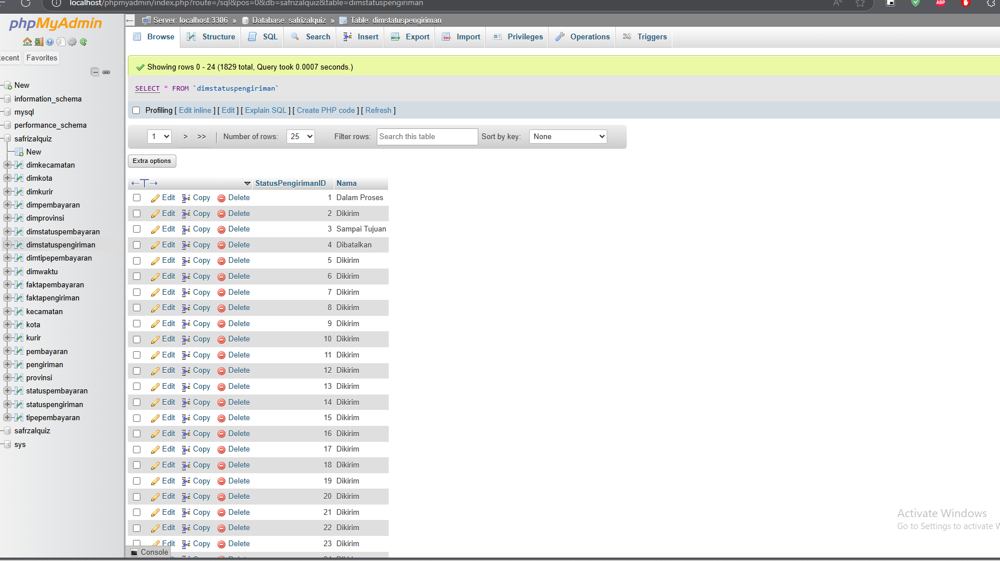 localhost/phpmyadmin/index.php?route=/sql&pos=0&db=safrizalquiz&table=dimstatuspengiriman
phpMyAdmin
Recent Favorites
New
information_schema
mysql
performance_schema
safrizalquiz
New
dimkecamatan
dimkota
dimkurir
dimpembayaran
dimprovinsi
dimstatuspembayaran
dimstatuspengiriman
dimtipepembayaran
dimwaktu
faktapembayaran
faktapengiriman
kecamatan
kota
kurir
pembayaran
pengiriman
provinsi
statuspembayaran
statuspengiriman
tipepembayaran
safrzalquiz
sys
Server: localhost:3306 » Database: safrizalquiz » Table: dimstatuspengiriman
Browse Structure SQL Search Insert Export Import Privileges Operations Triggers
Showing rows 0 - 24 (1829 total, Query took 0.0007 seconds.)
SELECT * FROM `dimstatuspengiriman`
Profiling [ Edit inline ] [ Edit ] [ Explain SQL ] [ Create PHP code ] [ Refresh ]
1 > >> | Number of rows: 25 Filter rows: Search this table Sort by key: None
Extra options
←T→ StatusPengirimanID Nama
Edit Copy Delete 1 Dalam Proses
Edit Copy Delete 2 Dikirim
Edit Copy Delete 3 Sampai Tujuan
Edit Copy Delete 4 Dibatalkan
Edit Copy Delete 5 Dikirim
Edit Copy Delete 6 Dikirim
Edit Copy Delete 7 Dikirim
Edit Copy Delete 8 Dikirim
Edit Copy Delete 9 Dikirim
Edit Copy Delete 10 Dikirim
Edit Copy Delete 11 Dikirim
Edit Copy Delete 12 Dikirim
Edit Copy Delete 13 Dikirim
Edit Copy Delete 14 Dikirim
Edit Copy Delete 15 Dikirim
Edit Copy Delete 16 Dikirim
Edit Copy Delete 17 Dikirim
Edit Copy Delete 18 Dikirim
Edit Copy Delete 19 Dikirim
Edit Copy Delete 20 Dikirim
Edit Copy Delete 21 Dikirim
Edit Copy Delete 22 Dikirim
Edit Copy Delete 23 Dikirim
Console
ABP
Activate Windows
Go to Settings to activate W